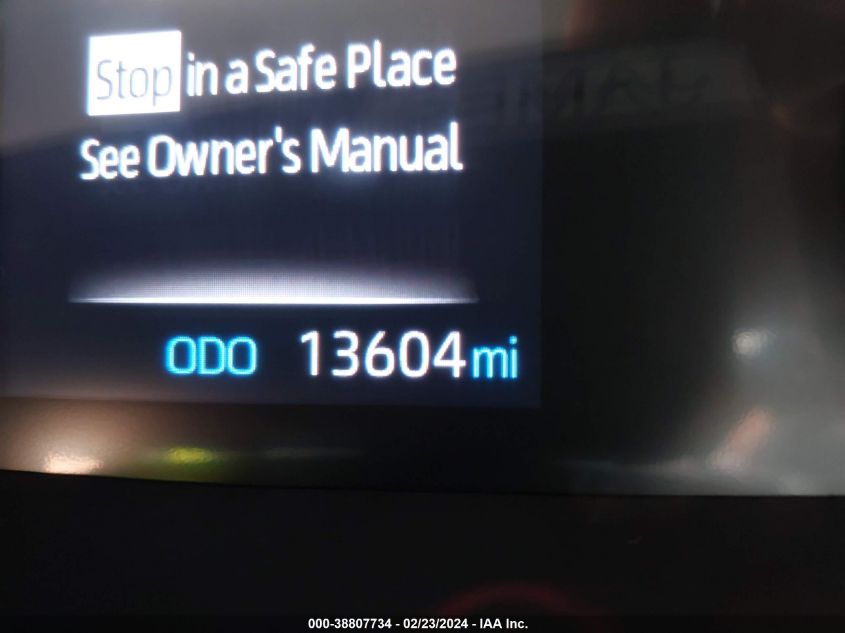 Stop in a Safe Place
See Owner's Manual
ODO 13604 mi
000-38807734 - 02/23/2024 - IAA Inc.